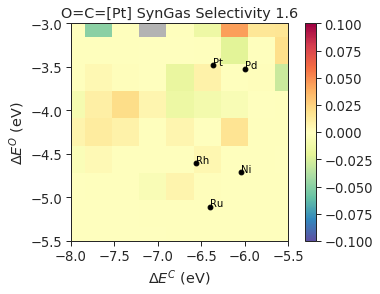 O=C=[Pt] SynGas Selectivity 1.6
−3.0
−3.5
−4.0
−4.5
−5.0
−5.5
ΔE^O (eV)
Pt
Pd
Rh
Ni
Ru
−8.0 −7.5 −7.0 −6.5 −6.0 −5.5
ΔE^C (eV)
0.100
0.075
0.050
0.025
0.000
−0.025
−0.050
−0.075
−0.100